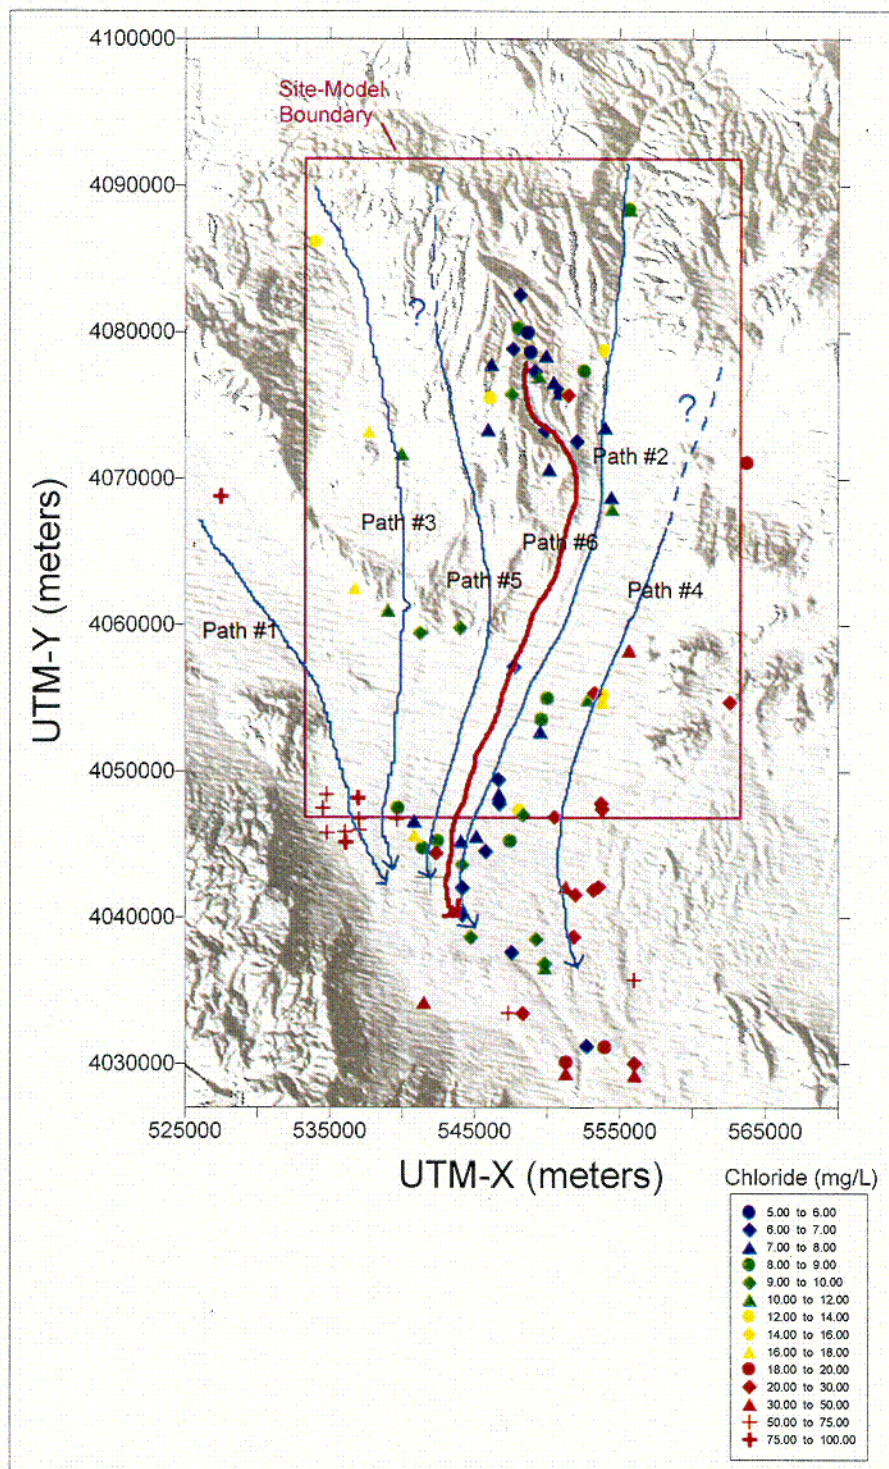 4100000
Site-Model
Boundary
4090000
?
4080000
?
Path #2
4070000
Path #3
Path #6
Path #5
Path #4
Path #1
4060000
4050000
4040000
4030000
UTM-Y (meters)
525000 535000 545000 555000 565000
UTM-X (meters)
Chloride (mg/L)
5.00 to 6.00
6.00 to 7.00
7.00 to 8.00
8.00 to 9.00
9.00 to 10.00
10.00 to 12.00
12.00 to 14.00
14.00 to 16.00
16.00 to 18.00
18.00 to 20.00
20.00 to 30.00
30.00 to 50.00
50.00 to 75.00
75.00 to 100.00